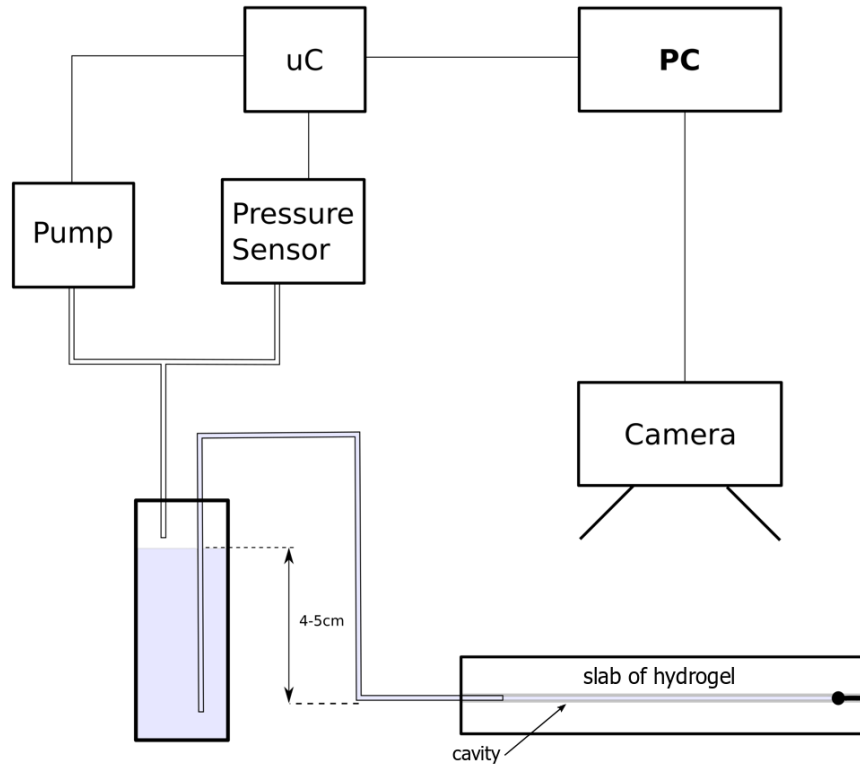 uC
PC
Pump
Pressure
Sensor
Camera
4-5cm
slab of hydrogel
cavity